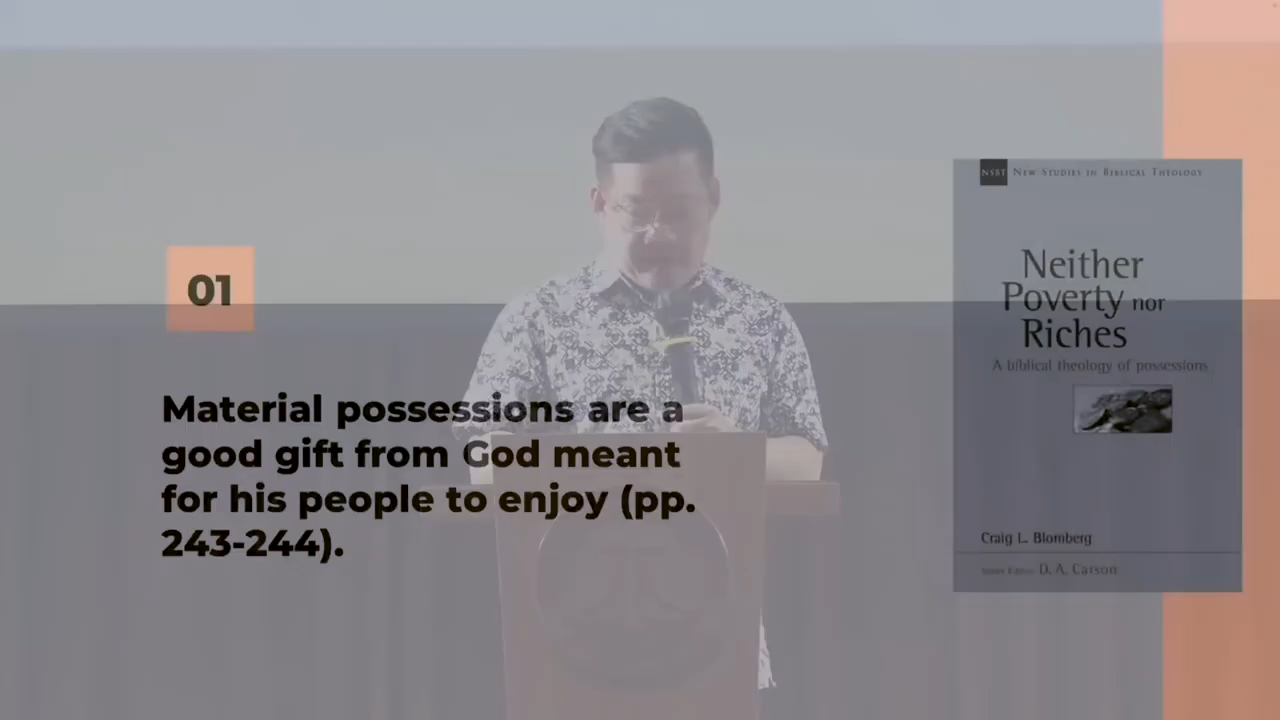 01
Material possessions are a
good gift from God meant
for his people to enjoy (pp.
243-244).
NSBT NEW STUDIES IN BIBLICAL THEOLOGY
Neither
Poverty nor
Riches
A biblical theology of possessions
Craig L. Blomberg
Series Editor: D. A. Carson